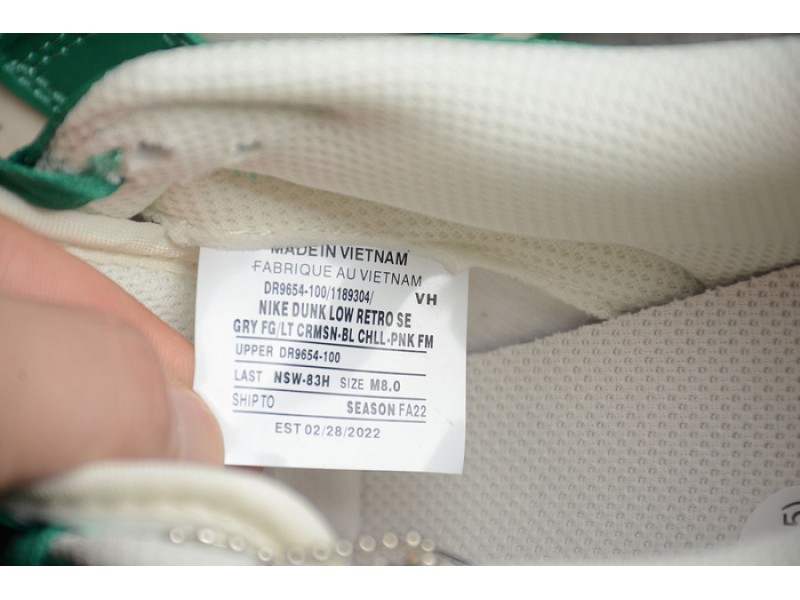 MADE IN VIETNAM
FABRIQUE AU VIETNAM
DR9654-100/1189304/ VH
NIKE DUNK LOW RETRO SE
GRY FG/LT CRMSN-BL CHLL-PNK FM
UPPER DR9654-100
LAST NSW-83H SIZE M8.0
SHIP TO SEASON FA22
EST 02/28/2022